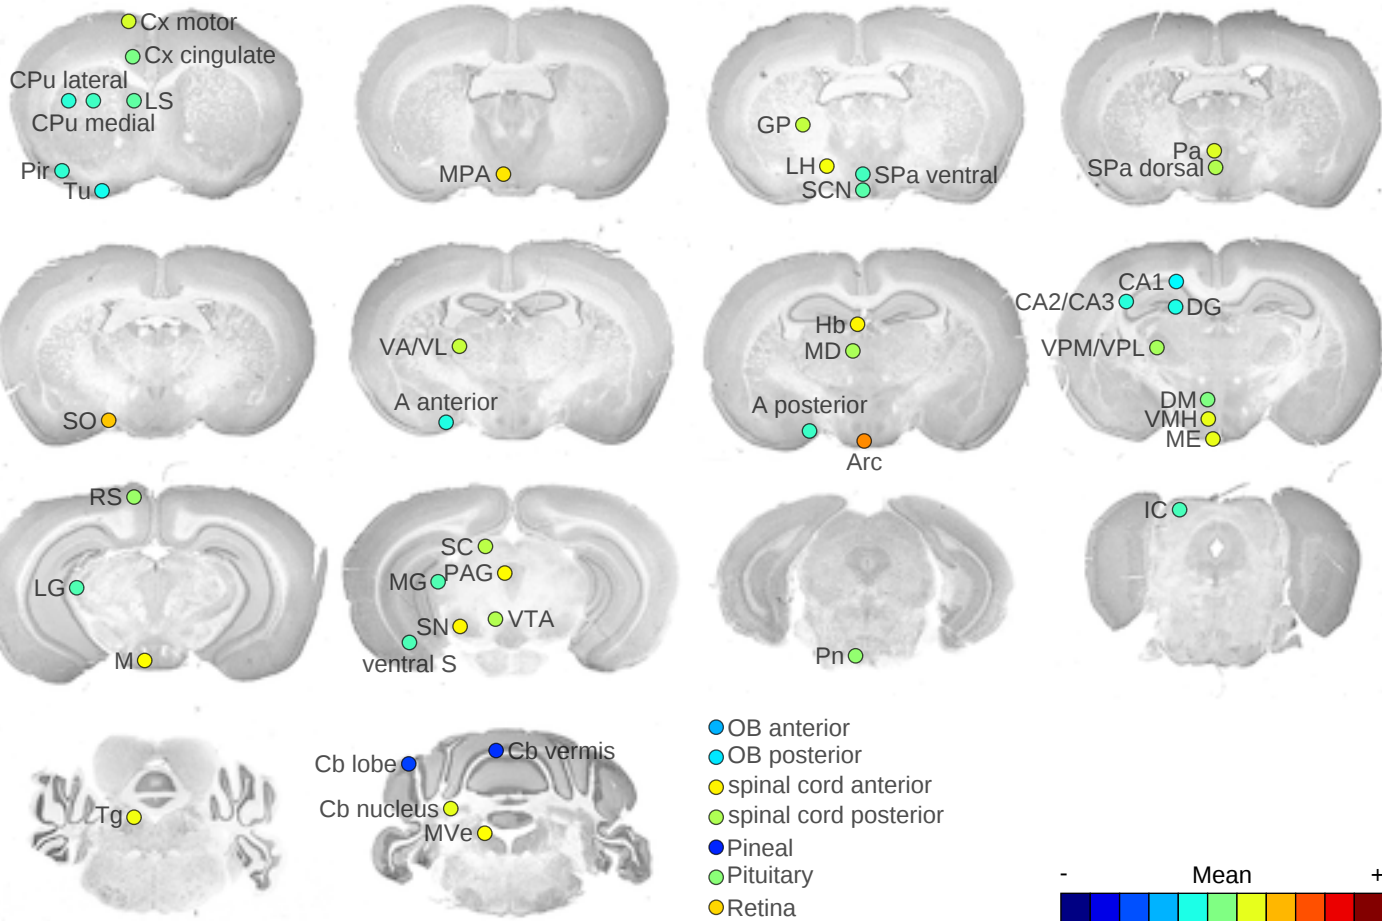 Cx motor
Cx cingulate
CPu lateral
LS
CPu medial
Pir
Tu
MPA
GP
LH
SPa ventral
SCN
Pa
SPa dorsal
SO
VA/VL
A anterior
Hb
MD
A posterior
Arc
CA1
CA2/CA3
DG
VPM/VPL
DM
VMH
ME
RS
LG
M
SC
MG
PAG
SN
VTA
ventral S
Pn
IC
Tg
Cb lobe
Cb vermis
Cb nucleus
MVe
OB anterior
OB posterior
spinal cord anterior
spinal cord posterior
Pineal
Pituitary
Retina
- Mean +